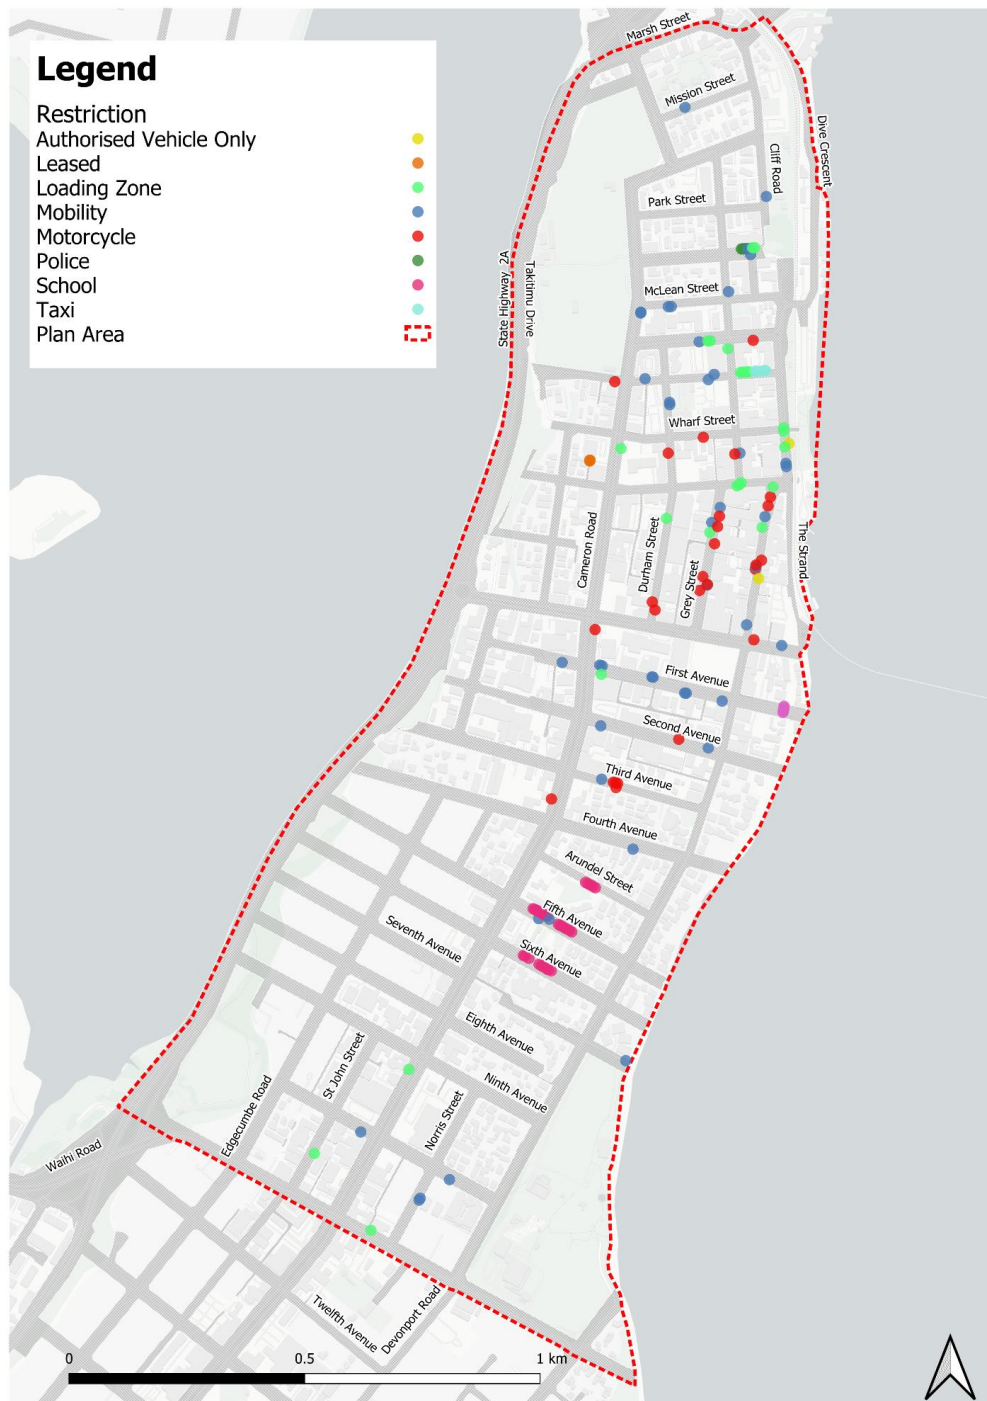 Legend
Restriction
Authorised Vehicle Only
Leased
Loading Zone
Mobility
Motorcycle
Police
School
Taxi
Plan Area
Marsh Street
Mission Street
Dive Crescent
Cliff Road
Park Street
State Highway 2A
Takitimu Drive
McLean Street
Wharf Street
Cameron Road
Durham Street
Grey Street
The Strand
First Avenue
Second Avenue
Third Avenue
Fourth Avenue
Arundel Street
Fifth Avenue
Seventh Avenue
Sixth Avenue
Eighth Avenue
St John Street
Ninth Avenue
Edgecumbe Road
Norris Street
Waihi Road
Twelfth Avenue
Devonport Road
0 0.5 1 km